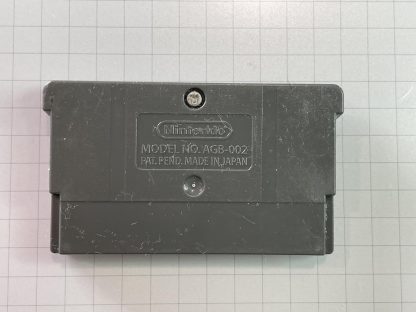 Nintendo
MODEL NO. AGB-002
PAT. PEND. MADE IN JAPAN